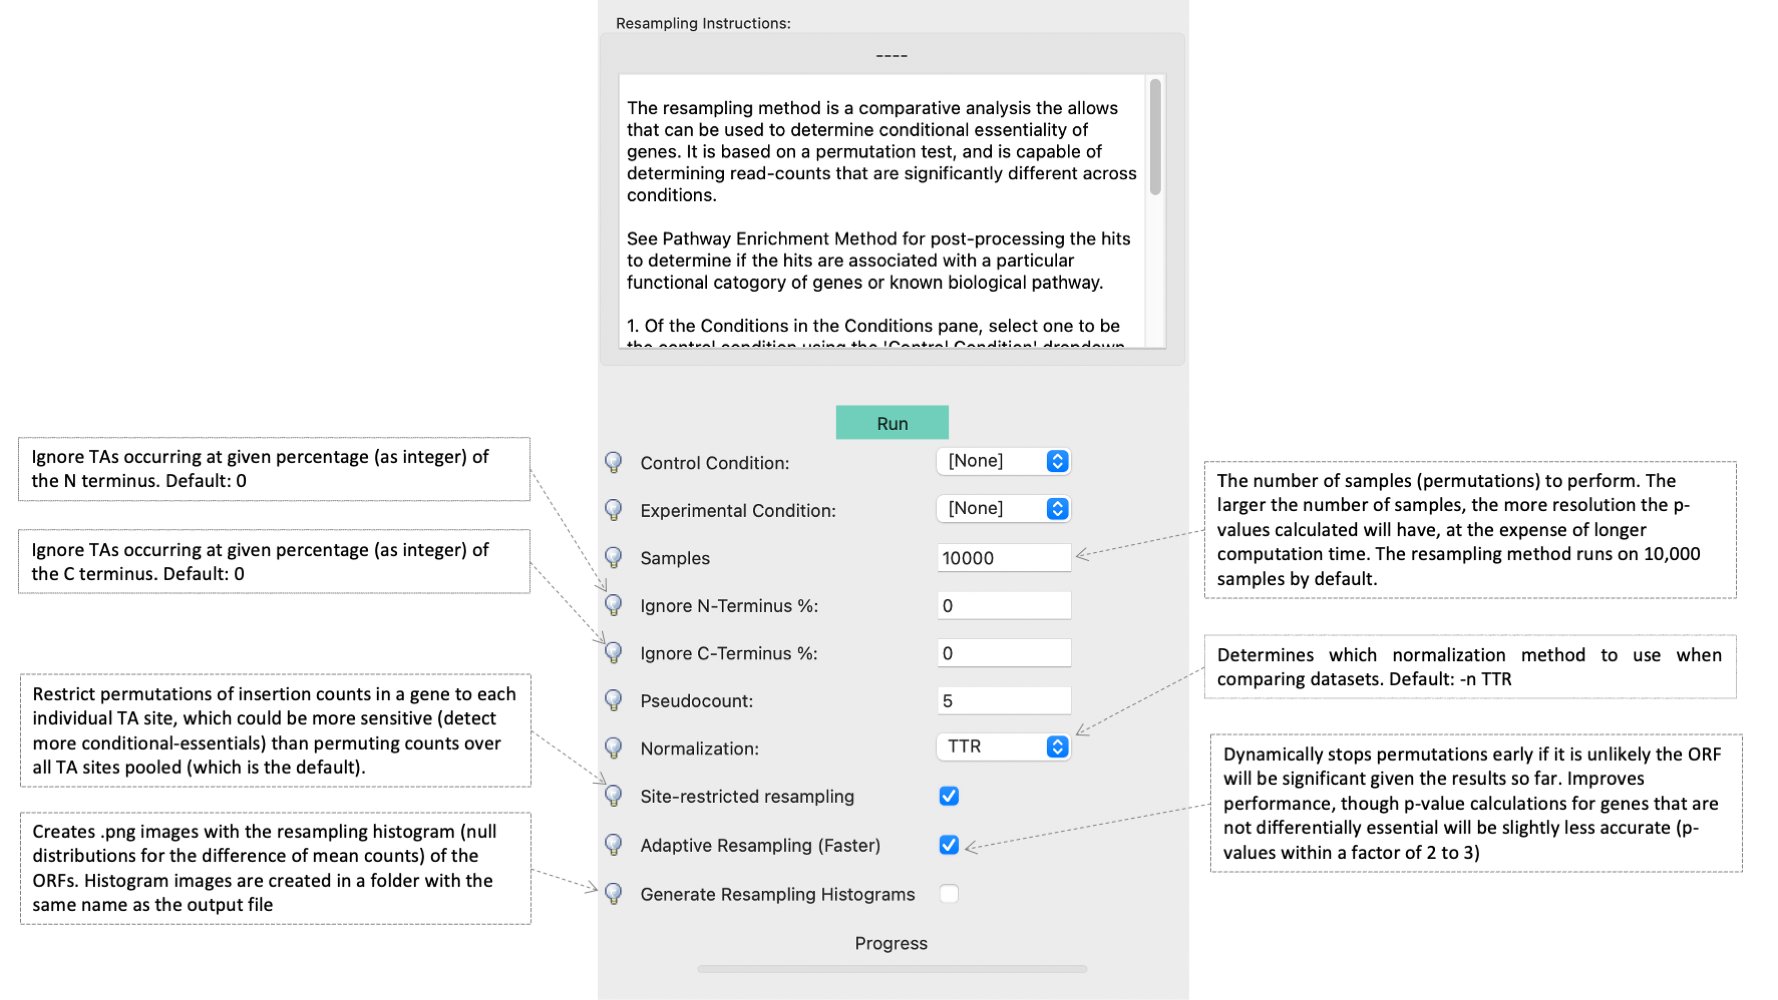 Resampling Instructions:
----
The resampling method is a comparative analysis the allows
that can be used to determine conditional essentiality of
genes. It is based on a permutation test, and is capable of
determining read-counts that are significantly different across
conditions.
See Pathway Enrichment Method for post-processing the hits
to determine if the hits are associated with a particular
functional catogory of genes or known biological pathway.
1. Of the Conditions in the Conditions pane, select one to be
the control condition using the 'Control Condition' dropdown
Run
Control Condition: [None]
Experimental Condition: [None]
Samples 10000
Ignore N-Terminus %: 0
Ignore C-Terminus %: 0
Pseudocount: 5
Normalization: TTR
Site-restricted resampling
Adaptive Resampling (Faster)
Generate Resampling Histograms
Progress
Ignore TAs occurring at given percentage (as integer) of
the N terminus. Default: 0
Ignore TAs occurring at given percentage (as integer) of
the C terminus. Default: 0
Restrict permutations of insertion counts in a gene to each
individual TA site, which could be more sensitive (detect
more conditional-essentials) than permuting counts over
all TA sites pooled (which is the default).
Creates .png images with the resampling histogram (null
distributions for the difference of mean counts) of the
ORFs. Histogram images are created in a folder with the
same name as the output file
The number of samples (permutations) to perform. The
larger the number of samples, the more resolution the p-
values calculated will have, at the expense of longer
computation time. The resampling method runs on 10,000
samples by default.
Determines which normalization method to use when
comparing datasets. Default: -n TTR
Dynamically stops permutations early if it is unlikely the ORF
will be significant given the results so far. Improves
performance, though p-value calculations for genes that are
not differentially essential will be slightly less accurate (p-
values within a factor of 2 to 3)